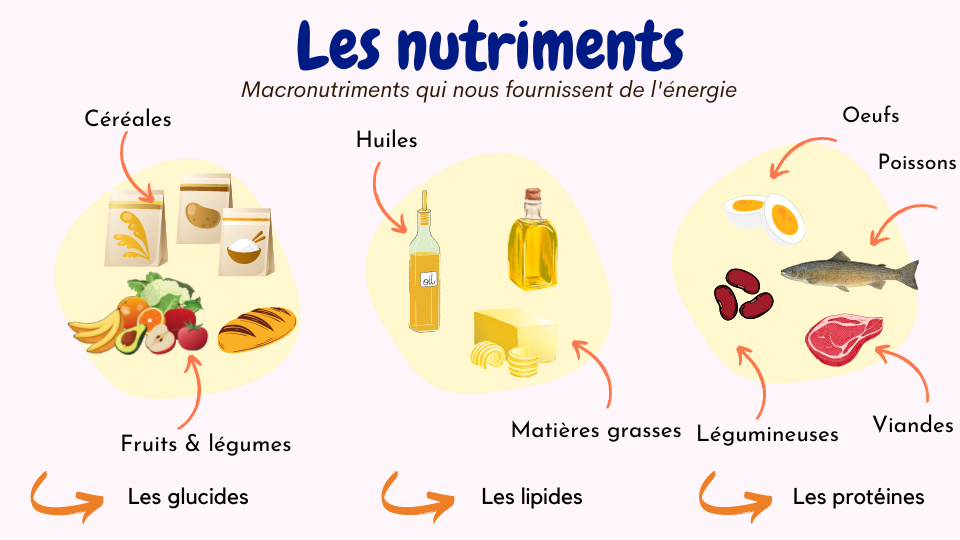 Les nutriments
Macronutriments qui nous fournissent de l'énergie
Céréales
Huiles
Oeufs
Poissons
oil
Fruits & légumes
Matières grasses
Légumineuses
Viandes
Les glucides
Les lipides
Les protéines